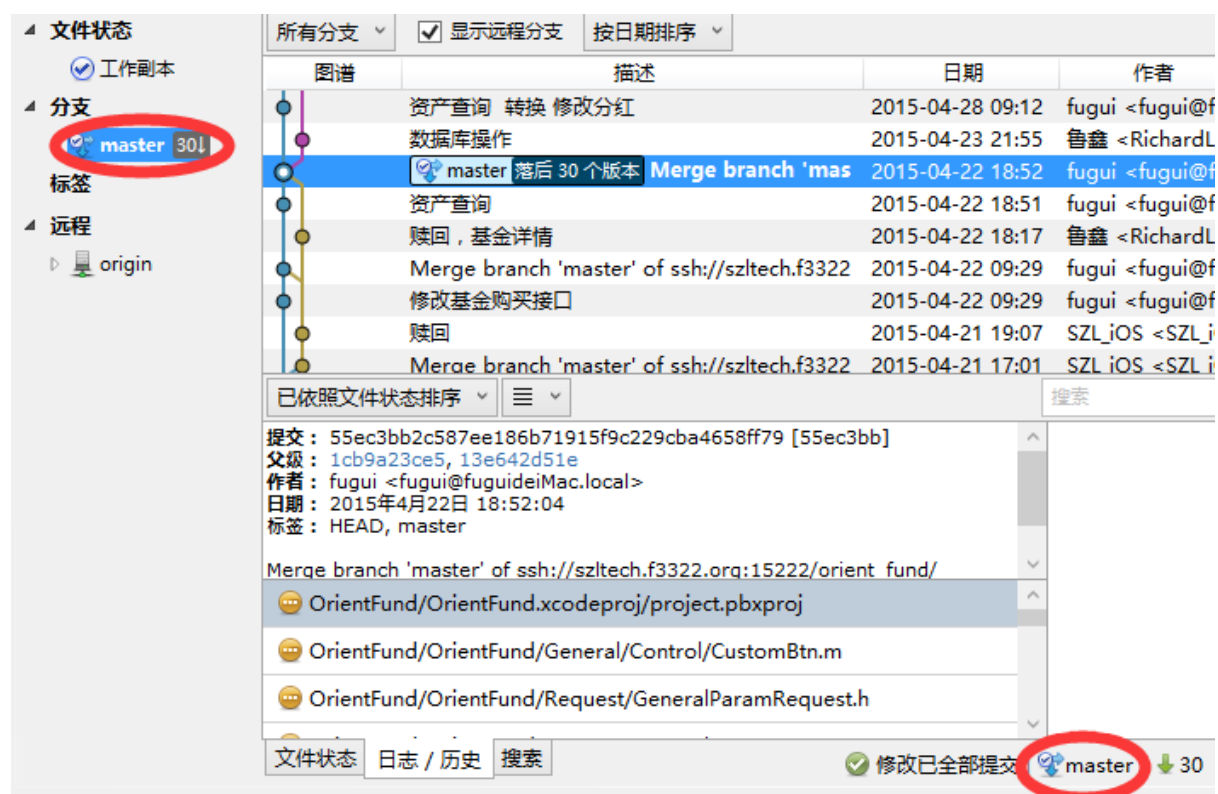 文件状态
工作副本
分支
master 30↓
标签
远程
origin
所有分支 显示远程分支 按日期排序
图谱 描述 日期 作者
资产查询 转换 修改分红 2015-04-28 09:12 fugui <fugui@f
数据库操作 2015-04-23 21:55 鲁鑫 <RichardL
master 落后 30 个版本 Merge branch 'mas 2015-04-22 18:52 fugui <fugui@f
资产查询 2015-04-22 18:51 fugui <fugui@f
赎回，基金详情 2015-04-22 18:17 鲁鑫 <RichardL
Merge branch 'master' of ssh://szltech.f3322 2015-04-22 09:29 fugui <fugui@f
修改基金购买接口 2015-04-22 09:29 fugui <fugui@f
赎回 2015-04-21 19:07 SZL_iOS <SZL_i
Merge branch 'master' of ssh://szltech.f3322 2015-04-21 17:01 SZL iOS <SZL i
已依照文件状态排序 搜索
提交： 55ec3bb2c587ee186b71915f9c229cba4658ff79 [55ec3bb]
父级： 1cb9a23ce5, 13e642d51e
作者： fugui <fugui@fuguideiMac.local>
日期： 2015年4月22日 18:52:04
标签： HEAD, master
Merge branch 'master' of ssh://szltech.f3322.org:15222/orient_fund/
OrientFund/OrientFund.xcodeproj/project.pbxproj
OrientFund/OrientFund/General/Control/CustomBtn.m
OrientFund/OrientFund/Request/GeneralParamRequest.h
文件状态 日志 / 历史 搜索 修改已全部提交 master 30